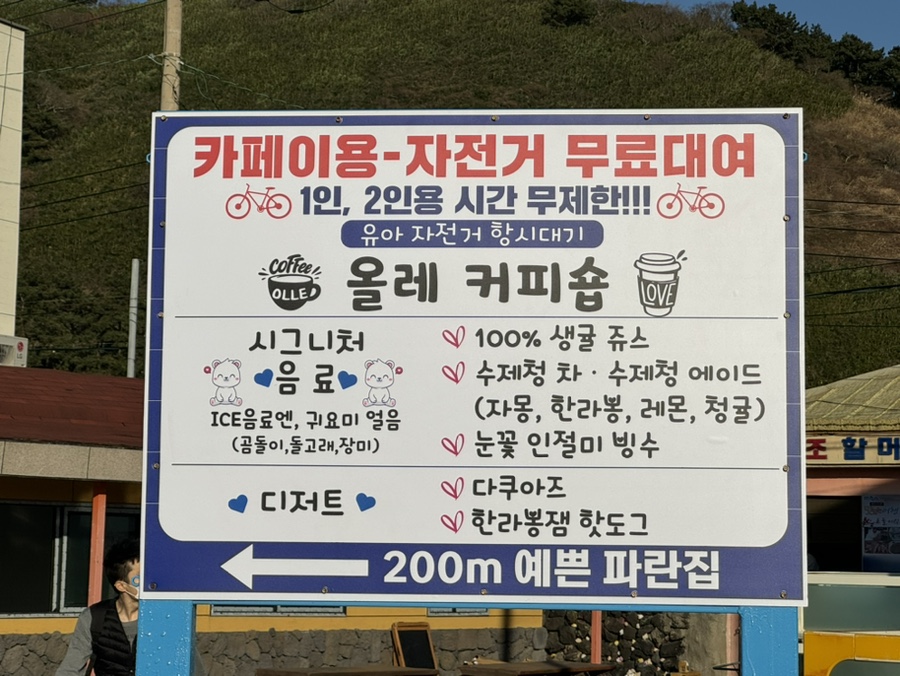 카페이용-자전거 무료대여
1인, 2인용 시간 무제한!!!
유아 자전거 항시대기
COFFEE
OLLE
올레 커피숍
LOVE
시그니처
음료
ICE음료엔, 귀요미 얼음
(곰돌이,돌고래,장미)
100% 생귤 쥬스
수제청 차 · 수제청 에이드
(자몽, 한라봉, 레몬, 청귤)
눈꽃 인절미 빙수
디저트
다쿠아즈
한라봉잼 핫도그
200m 예쁜 파란집
조 할머